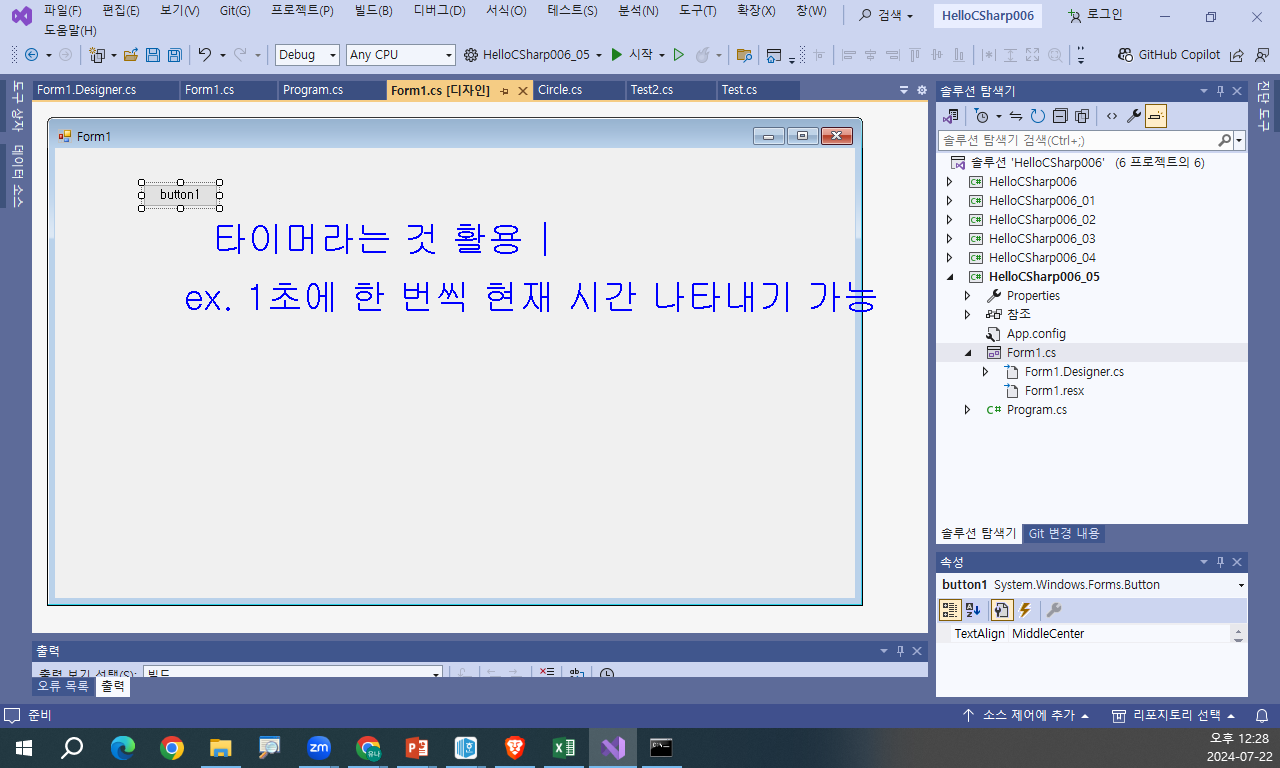 파일(F) 편집(E) 보기(V) Git(G) 프로젝트(P) 빌드(B) 디버그(D) 서식(O) 테스트(S) 분석(N) 도구(T) 확장(X) 창(W) 검색 HelloCSharp006 로그인
도움말(H)
Debug Any CPU HelloCSharp006_05 시작 GitHub Copilot
도구 상자
데이터 소스
Form1.Designer.cs Form1.cs Program.cs Form1.cs [디자인] Circle.cs Test2.cs Test.cs
Form1
button1
타이머라는 것 활용
ex. 1초에 한 번씩 현재 시간 나타내기 가능
솔루션 탐색기
솔루션 탐색기 검색(Ctrl+;)
솔루션 'HelloCSharp006' (6 프로젝트의 6)
HelloCSharp006
HelloCSharp006_01
HelloCSharp006_02
HelloCSharp006_03
HelloCSharp006_04
HelloCSharp006_05
Properties
참조
App.config
Form1.cs
Form1.Designer.cs
Form1.resx
Program.cs
솔루션 탐색기 Git 변경 내용
속성
button1 System.Windows.Forms.Button
TextAlign MiddleCenter
진단 도구
출력
출력 보기 선택(S): 빌드
오류 목록 출력
준비 소스 제어에 추가 리포지토리 선택
오후 12:28
2024-07-22